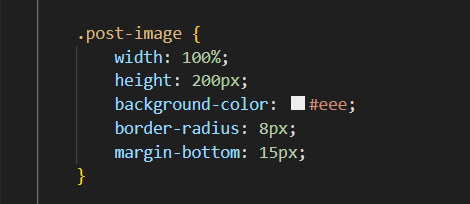 .post-image {
width: 100%;
height: 200px;
background-color: #eee;
border-radius: 8px;
margin-bottom: 15px;
}